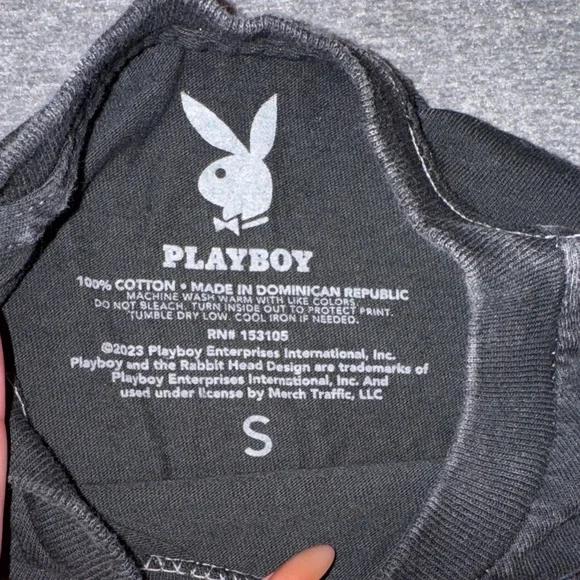 PLAYBOY
100% COTTON • MADE IN DOMINICAN REPUBLIC
MACHINE WASH WARM WITH LIKE COLORS
DO NOT BLEACH. TURN INSIDE OUT TO PROTECT PRINT.
TUMBLE DRY LOW. COOL IRON IF NEEDED.
RN# 153105
©2023 Playboy Enterprises International, Inc.
Playboy and the Rabbit Head Design are trademarks of
Playboy Enterprises International, Inc. And
used under license by Merch Traffic, LLC
S